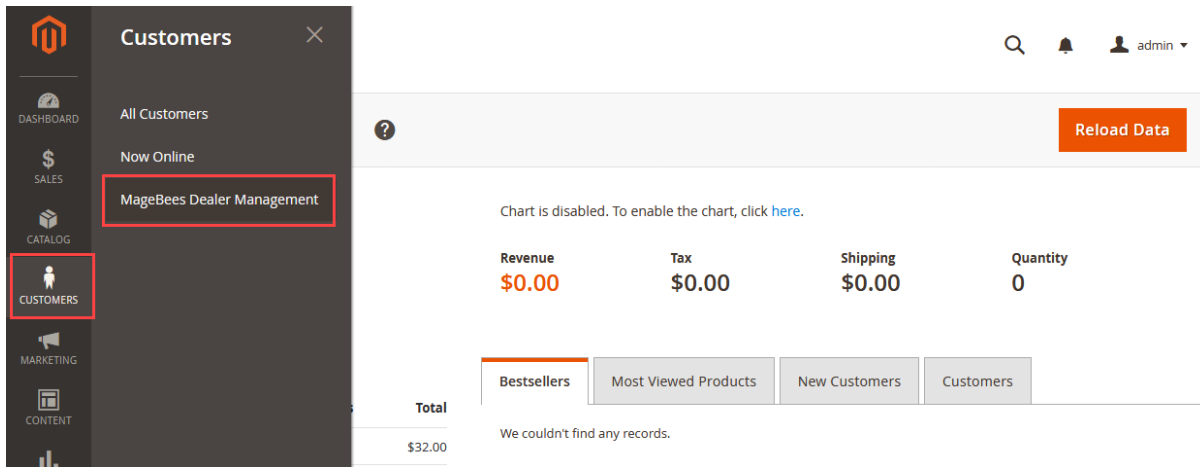 Customers
admin
DASHBOARD
All Customers
Reload Data
Now Online
SALES
MageBees Dealer Management
Chart is disabled. To enable the chart, click here.
CATALOG
Revenue Tax Shipping Quantity
$0.00 $0.00 $0.00 0
CUSTOMERS
MARKETING
Bestsellers Most Viewed Products New Customers Customers
Total
CONTENT
We couldn't find any records.
$32.00